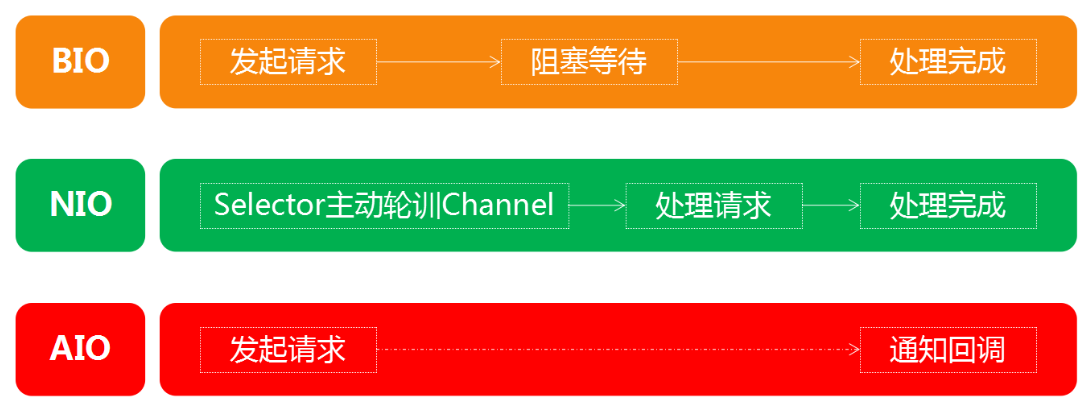 BIO
发起请求
阻塞等待
处理完成
NIO
Selector主动轮训Channel
处理请求
处理完成
AIO
发起请求
通知回调